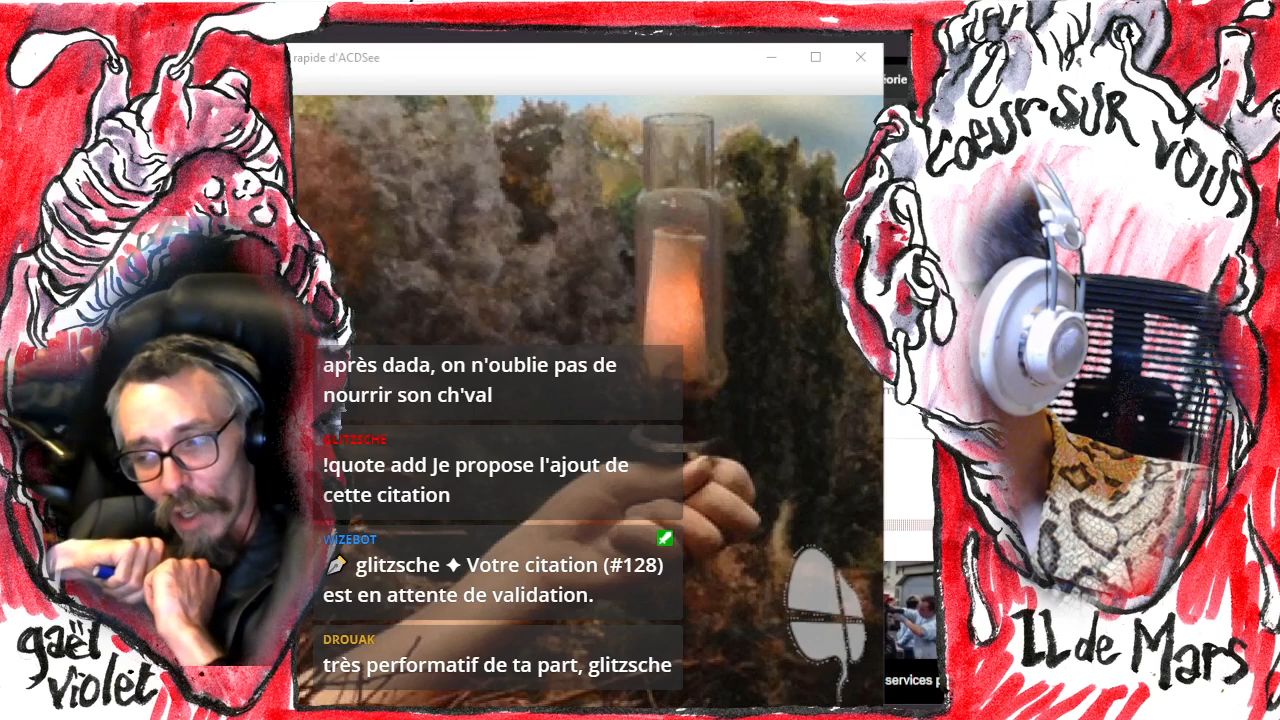 rapide d'ACDSee
éorie
cœur SUR VOUS
après dada, on n'oublie pas de
nourrir son ch'val
GLITZSCHE
!quote add Je propose l'ajout de
cette citation
WIZEBOT
glitzsche ✦ Votre citation (#128)
est en attente de validation.
DROUAK
très performatif de ta part, glitzsche
gaël
violet
LL de Mars
services p